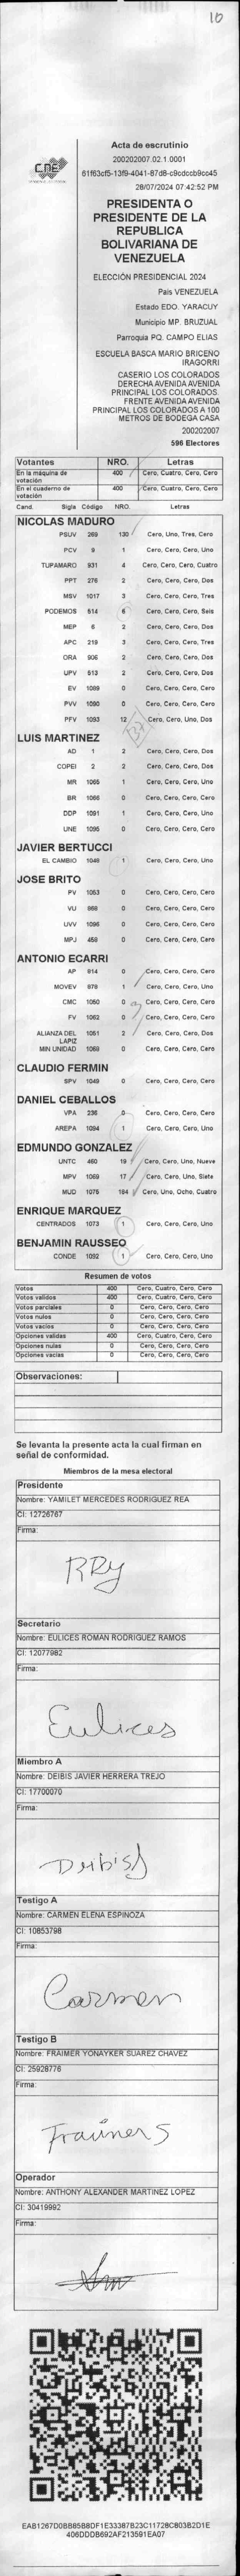 10
CNE
Acta de escrutinio
200202007.02.1.0001
61f63cf5-13f9-4041-87d8-c9cdccb9cc45
28/07/2024 07:42:52 PM
PRESIDENTA O
PRESIDENTE DE LA
REPUBLICA
BOLIVARIANA DE
VENEZUELA
ELECCIÓN PRESIDENCIAL 2024
País VENEZUELA
Estado EDO. YARACUY
Municipio MP. BRUZUAL
Parroquia PQ. CAMPO ELIAS
ESCUELA BASCA MARIO BRICENO
IRAGORRI
CASERIO LOS COLORADOS
DERECHA AVENIDA AVENIDA
PRINCIPAL LOS COLORADOS.
FRENTE AVENIDA AVENIDA
PRINCIPAL LOS COLORADOS A 100
METROS DE BODEGA CASA
200202007
596 Electores
Votantes NRO. Letras
En la máquina de votación 400 Cero, Cuatro, Cero, Cero
En el cuaderno de votación 400 Cero, Cuatro, Cero, Cero
Cand. Sigla Código NRO. Letras
NICOLAS MADURO
PSUV 269 130 Cero, Uno, Tres, Cero
PCV 9 1 Cero, Cero, Cero, Uno
TUPAMARO 931 4 Cero, Cero, Cero, Cuatro
PPT 276 2 Cero, Cero, Cero, Dos
MSV 1017 3 Cero, Cero, Cero, Tres
PODEMOS 514 6 Cero, Cero, Cero, Seis
MEP 6 2 Cero, Cero, Cero, Dos
APC 219 3 Cero, Cero, Cero, Tres
ORA 906 2 Cero, Cero, Cero, Dos
UPV 513 2 Cero, Cero, Cero, Dos
EV 1089 0 Cero, Cero, Cero, Cero
PVV 1090 0 Cero, Cero, Cero, Cero
PFV 1093 12 Cero, Cero, Uno, Dos
LUIS MARTINEZ
AD 1 2 Cero, Cero, Cero, Dos
COPEI 2 2 Cero, Cero, Cero, Dos
MR 1065 1 Cero, Cero, Cero, Uno
BR 1066 0 Cero, Cero, Cero, Cero
DDP 1091 1 Cero, Cero, Cero, Uno
UNE 1095 0 Cero, Cero, Cero, Cero
JAVIER BERTUCCI
EL CAMBIO 1048 1 Cero, Cero, Cero, Uno
JOSE BRITO
PV 1053 0 Cero, Cero, Cero, Cero
VU 968 0 Cero, Cero, Cero, Cero
UVV 1096 0 Cero, Cero, Cero, Cero
MPJ 458 0 Cero, Cero, Cero, Cero
ANTONIO ECARRI
AP 914 0 Cero, Cero, Cero, Cero
MOVEV 978 1 Cero, Cero, Cero, Uno
CMC 1050 0 Cero, Cero, Cero, Cero
FV 1062 0 Cero, Cero, Cero, Cero
ALIANZA DEL LAPIZ 1051 2 Cero, Cero, Cero, Dos
MIN UNIDAD 1069 0 Cero, Cero, Cero, Cero
CLAUDIO FERMIN
SPV 1049 0 Cero, Cero, Cero, Cero
DANIEL CEBALLOS
VPA 236 0 Cero, Cero, Cero, Cero
AREPA 1094 1 Cero, Cero, Cero, Uno
EDMUNDO GONZALEZ
UNTC 460 19 Cero, Cero, Uno, Nueve
MPV 1069 17 Cero, Cero, Uno, Siete
MUD 1075 184 Cero, Uno, Ocho, Cuatro
ENRIQUE MARQUEZ
CENTRADOS 1073 1 Cero, Cero, Cero, Uno
BENJAMIN RAUSSEO
CONDE 1092 1 Cero, Cero, Cero, Uno
Resumen de votos
Votos 400 Cero, Cuatro, Cero, Cero
Votos validos 400 Cero, Cuatro, Cero, Cero
Votos parciales 0 Cero, Cero, Cero, Cero
Votos nulos 0 Cero, Cero, Cero, Cero
Votos vacios 0 Cero, Cero, Cero, Cero
Opciones validas 400 Cero, Cuatro, Cero, Cero
Opciones nulas 0 Cero, Cero, Cero, Cero
Opciones vacias 0 Cero, Cero, Cero, Cero
Observaciones:
Se levanta la presente acta la cual firman en
señal de conformidad.
Miembros de la mesa electoral
Presidente
Nombre: YAMILET MERCEDES RODRIGUEZ REA
CI: 12726767
Firma:
RRy
Secretario
Nombre: EULICES ROMAN RODRIGUEZ RAMOS
CI: 12077982
Firma:
Eulices
Miembro A
Nombre: DEIBIS JAVIER HERRERA TREJO
CI: 17700070
Firma:
Deibis
Testigo A
Nombre: CARMEN ELENA ESPINOZA
CI: 10853798
Firma:
Carmen
Testigo B
Nombre: FRAIMER YONAYKER SUAREZ CHAVEZ
CI: 25928776
Firma:
Fraimer S
Operador
Nombre: ANTHONY ALEXANDER MARTINEZ LOPEZ
CI: 30419992
Firma:
EAB1267D0BB85B8DF1E33387B23C11728C803B2D1E
406DDDB692AF213591EA07